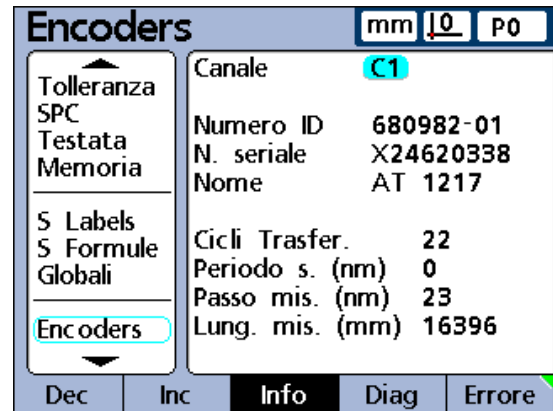 Encoders
mm 0 P0
Tolleranza
SPC
Testata
Memoria
S Labels
S Formule
Globali
Encoders
Canale C1
Numero ID 680982-01
N. seriale X24620338
Nome AT 1217
Cicli Trasfer. 22
Periodo s. (nm) 0
Passo mis. (nm) 23
Lung. mis. (mm) 16396
Dec Inc Info Diag Errore